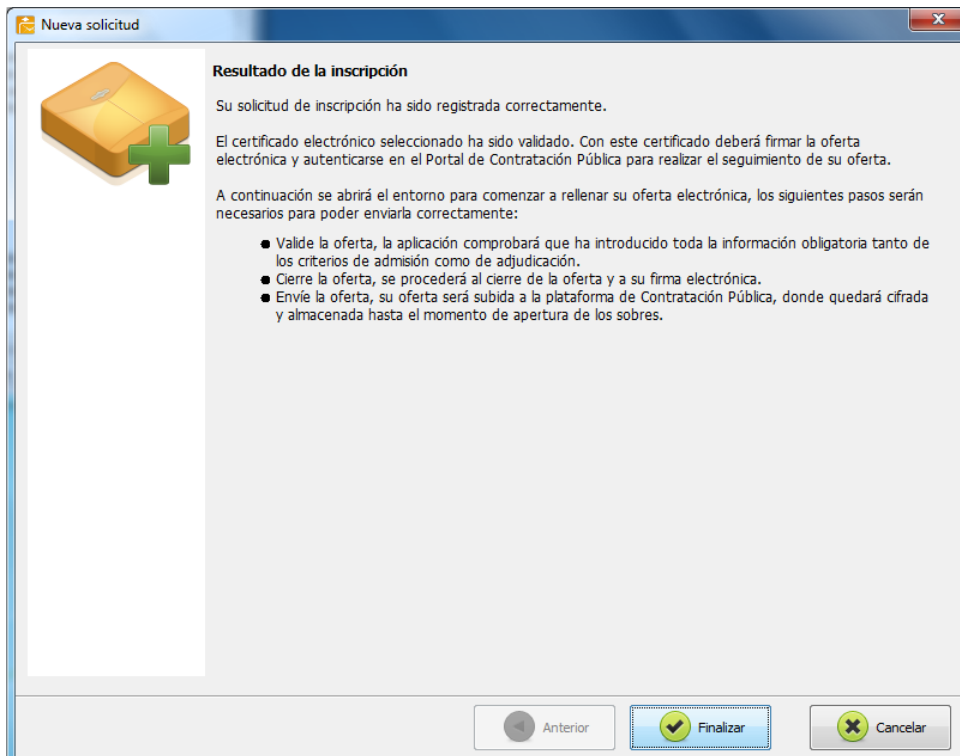 Nueva solicitud
Resultado de la inscripción
Su solicitud de inscripción ha sido registrada correctamente.
El certificado electrónico seleccionado ha sido validado. Con este certificado deberá firmar la oferta
electrónica y autenticarse en el Portal de Contratación Pública para realizar el seguimiento de su oferta.
A continuación se abrirá el entorno para comenzar a rellenar su oferta electrónica, los siguientes pasos serán
necesarios para poder enviarla correctamente:
● Valide la oferta, la aplicación comprobará que ha introducido toda la información obligatoria tanto de
los criterios de admisión como de adjudicación.
● Cierre la oferta, se procederá al cierre de la oferta y a su firma electrónica.
● Envíe la oferta, su oferta será subida a la plataforma de Contratación Pública, donde quedará cifrada
y almacenada hasta el momento de apertura de los sobres.
Anterior Finalizar Cancelar